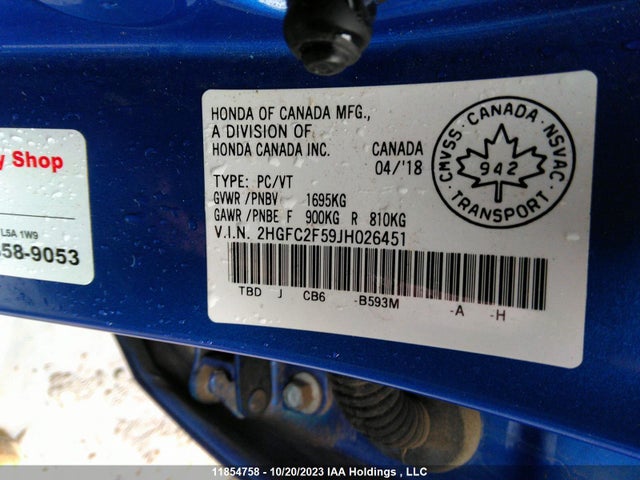 HONDA OF CANADA MFG.,
A DIVISION OF
HONDA CANADA INC. CANADA
04/'18
TYPE: PC/VT
GVWR/PNBV 1695KG
GAWR/PNBE F 900KG R 810KG
V.I.N. 2HGFC2F59JH026451
TBD J CB6 -B593M -A -H
CMVSS · CANADA · NSVAC
942
TRANSPORT
y Shop
L5A 1W9
58-9053
11854758 - 10/20/2023 IAA Holdings , LLC